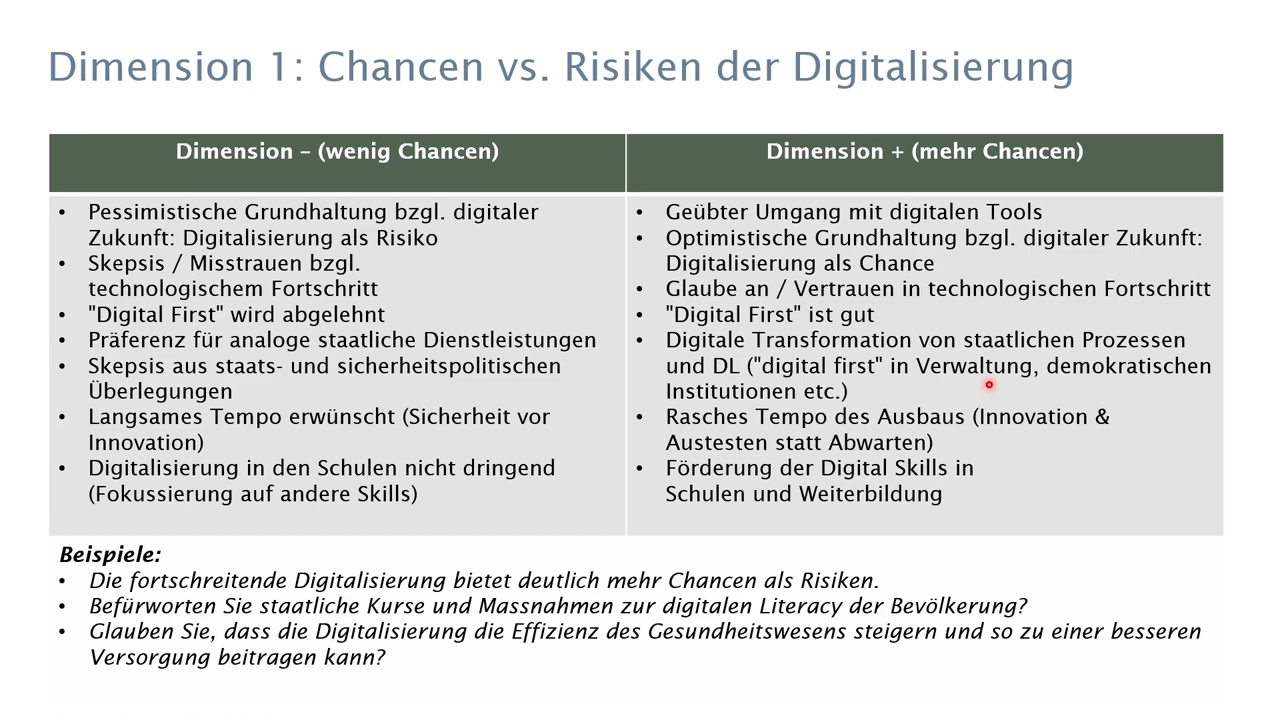 Dimension 1: Chancen vs. Risiken der Digitalisierung
Dimension – (wenig Chancen)
Dimension + (mehr Chancen)
• Pessimistische Grundhaltung bzgl. digitaler
Zukunft: Digitalisierung als Risiko
• Skepsis / Misstrauen bzgl.
technologischem Fortschritt
• "Digital First" wird abgelehnt
• Präferenz für analoge staatliche Dienstleistungen
• Skepsis aus staats- und sicherheitspolitischen
Überlegungen
• Langsames Tempo erwünscht (Sicherheit vor
Innovation)
• Digitalisierung in den Schulen nicht dringend
(Fokussierung auf andere Skills)
• Geübter Umgang mit digitalen Tools
• Optimistische Grundhaltung bzgl. digitaler Zukunft:
Digitalisierung als Chance
• Glaube an / Vertrauen in technologischen Fortschritt
• "Digital First" ist gut
• Digitale Transformation von staatlichen Prozessen
und DL ("digital first" in Verwaltung, demokratischen
Institutionen etc.)
• Rasches Tempo des Ausbaus (Innovation &
Austesten statt Abwarten)
• Förderung der Digital Skills in
Schulen und Weiterbildung
Beispiele:
• Die fortschreitende Digitalisierung bietet deutlich mehr Chancen als Risiken.
• Befürworten Sie staatliche Kurse und Massnahmen zur digitalen Literacy der Bevölkerung?
• Glauben Sie, dass die Digitalisierung die Effizienz des Gesundheitswesens steigern und so zu einer besseren
Versorgung beitragen kann?